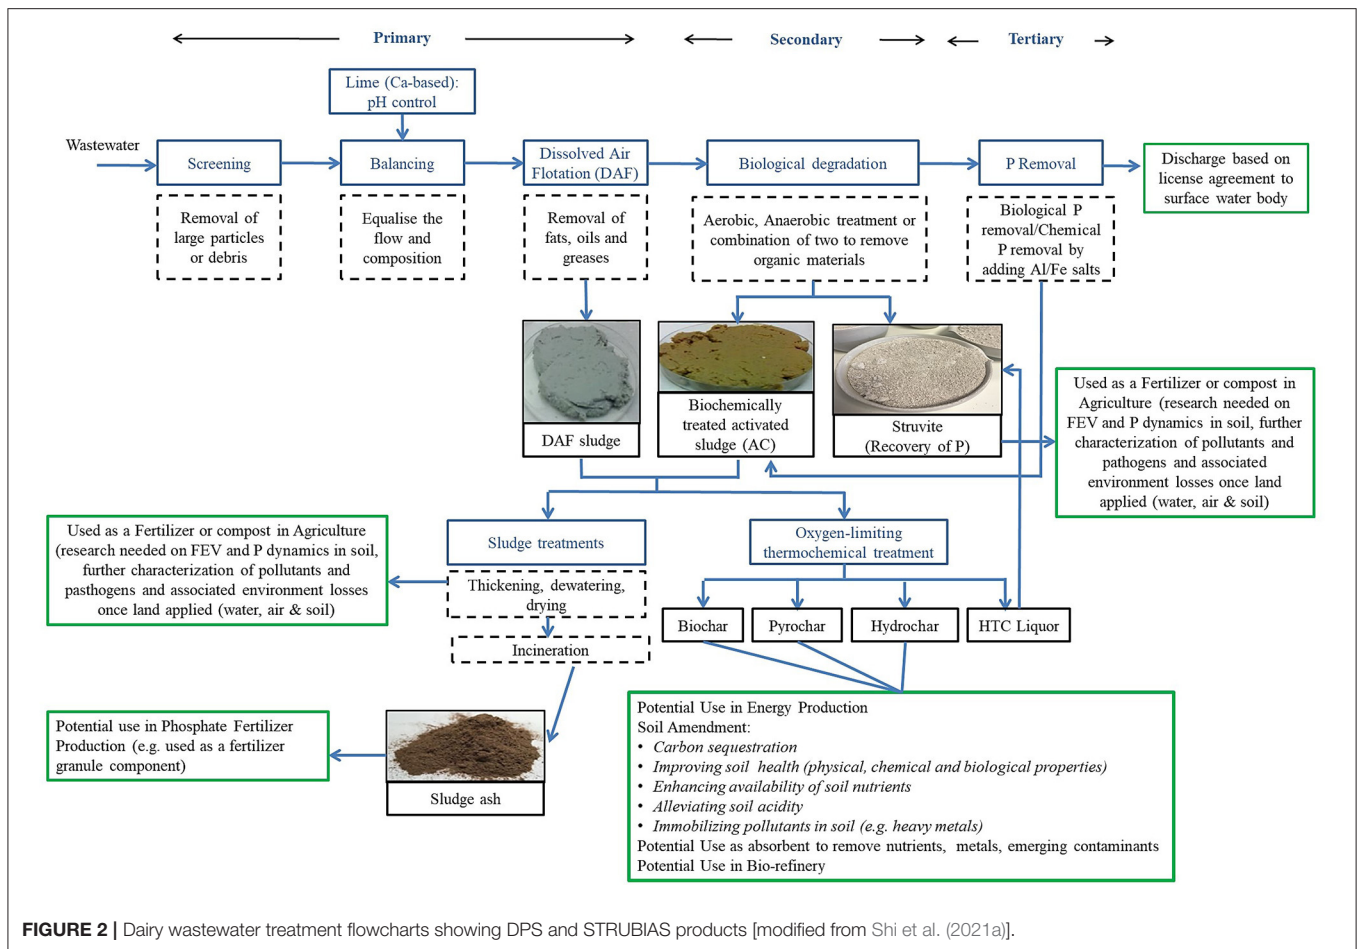 Primary
Secondary
Tertiary
Lime (Ca-based):
pH control
Wastewater
Screening
Balancing
Dissolved Air
Flotation (DAF)
Biological degradation
P Removal
Discharge based on
license agreement to
surface water body
Removal of
large particles
or debris
Equalise the
flow and
composition
Removal of
fats, oils and
greases
Aerobic, Anaerobic treatment or
combination of two to remove
organic materials
Biological P
removal/Chemical
P removal by
adding Al/Fe salts
DAF sludge
Biochemically
treated activated
sludge (AC)
Struvite
(Recovery of P)
Used as a Fertilizer or compost in
Agriculture (research needed on
FEV and P dynamics in soil, further
characterization of pollutants and
pathogens and associated
environment losses once land
applied (water, air & soil)
Used as a Fertilizer or compost in Agriculture
(research needed on FEV and P dynamics in soil,
further characterization of pollutants and
pasthogens and associated environment losses
once land applied (water, air & soil)
Sludge treatments
Thickening, dewatering,
drying
Incineration
Oxygen-limiting
thermochemical treatment
Biochar
Pyrochar
Hydrochar
HTC Liquor
Potential use in Phosphate Fertilizer
Production (e.g. used as a fertilizer
granule component)
Sludge ash
Potential Use in Energy Production
Soil Amendment:
• Carbon sequestration
• Improving soil health (physical, chemical and biological properties)
• Enhancing availability of soil nutrients
• Alleviating soil acidity
• Immobilizing pollutants in soil (e.g. heavy metals)
Potential Use as absorbent to remove nutrients, metals, emerging contaminants
Potential Use in Bio-refinery
FIGURE 2 | Dairy wastewater treatment flowcharts showing DPS and STRUBIAS products [modified from Shi et al. (2021a)].